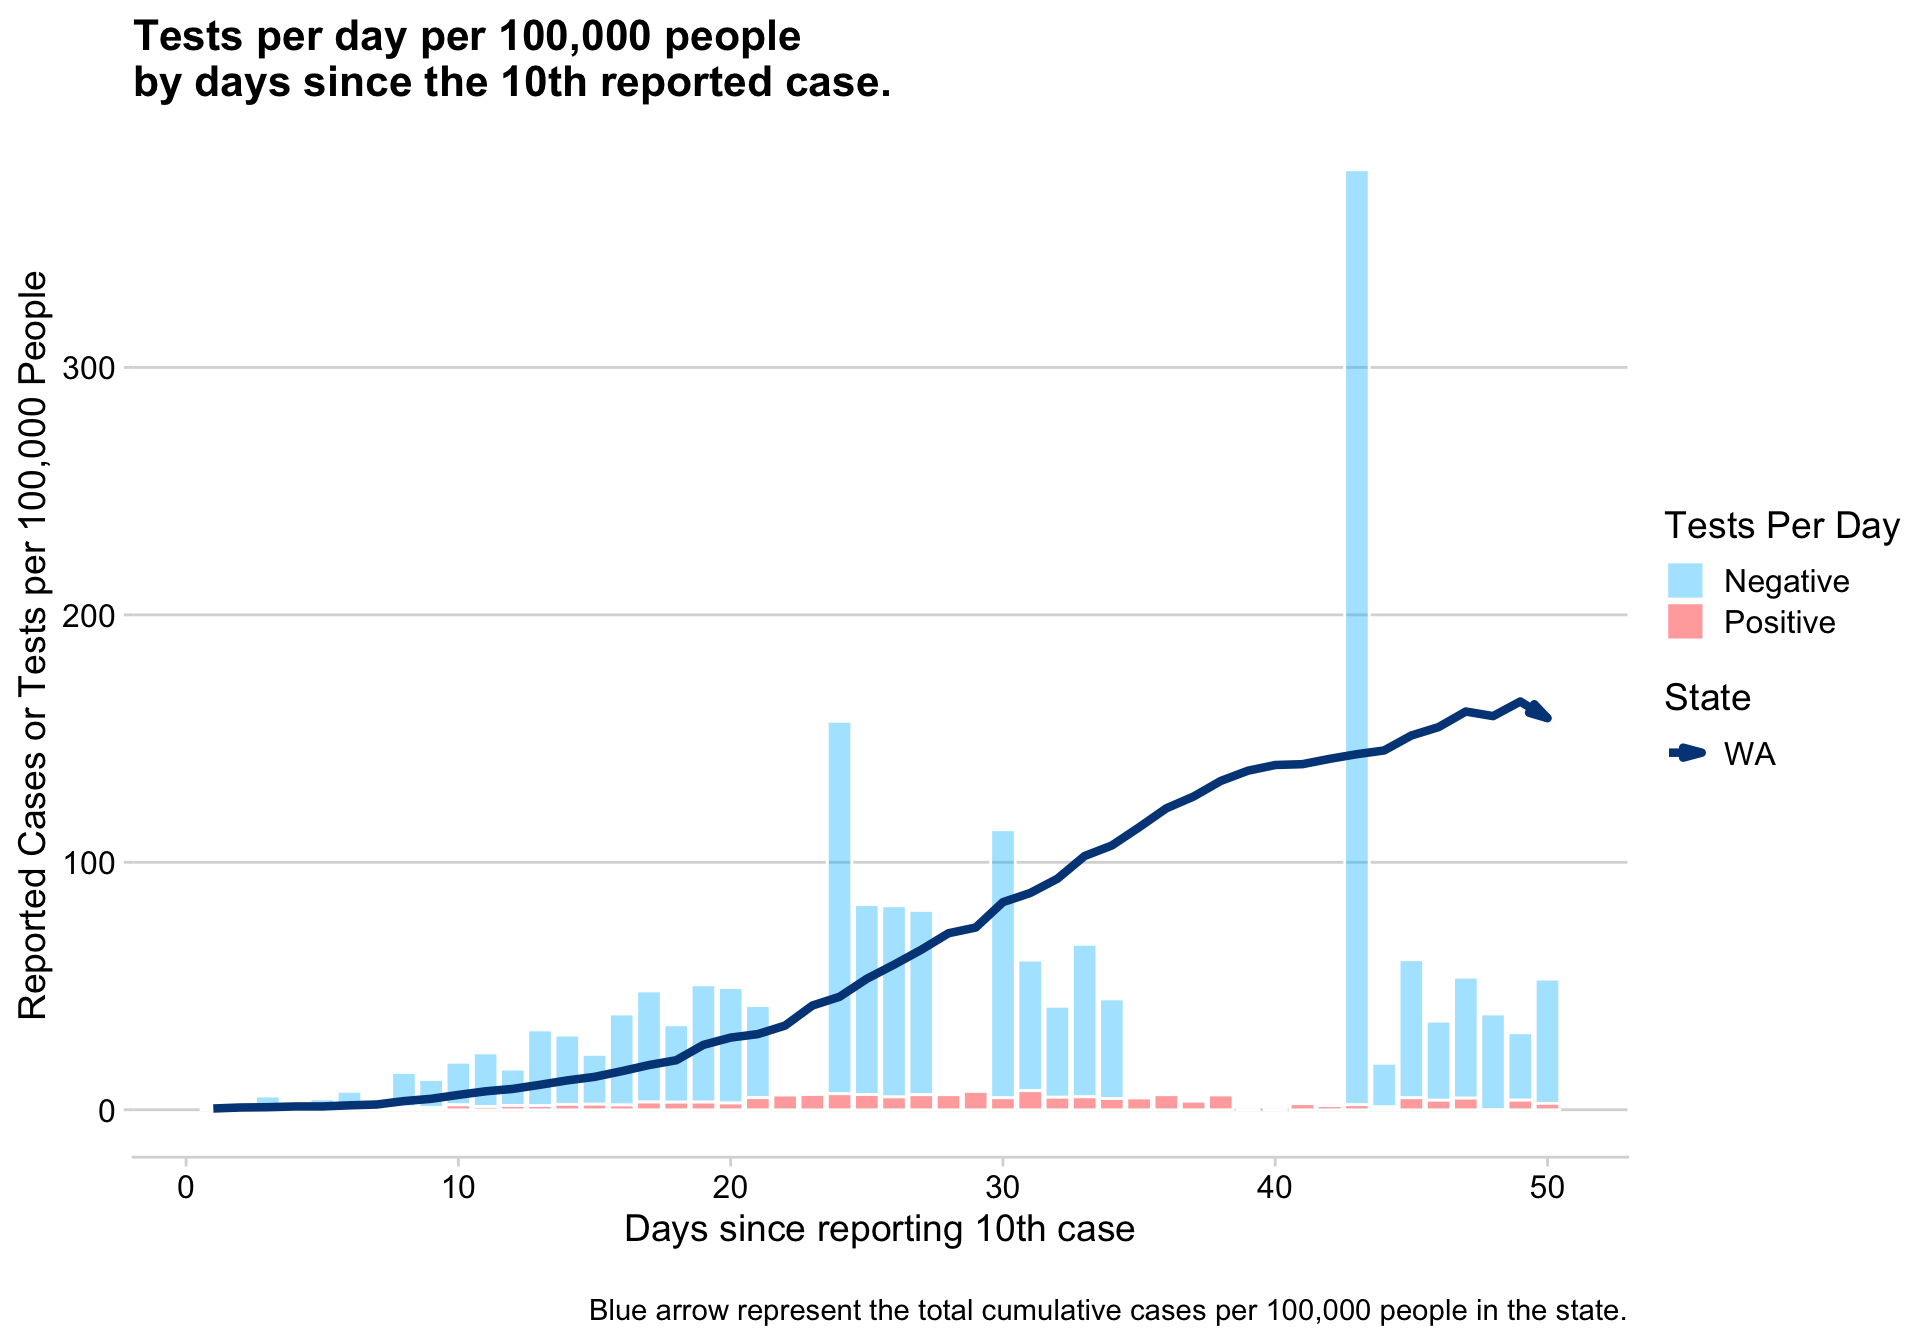 Tests per day per 100,000 people
by days since the 10th reported case.
Reported Cases or Tests per 100,000 People
300
200
100
0
0 10 20 30 40 50
Days since reporting 10th case
Tests Per Day
Negative
Positive
State
WA
Blue arrow represent the total cumulative cases per 100,000 people in the state.